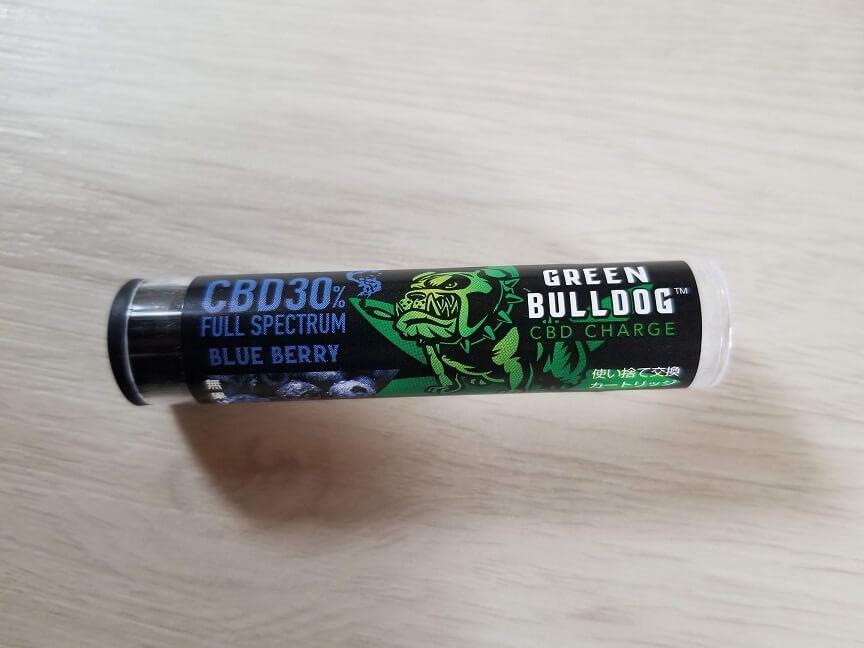 CBD30%
FULL SPECTRUM
BLUE BERRY
無
GREEN
BULLDOG™
CBD CHARGE
使い捨て交換
カートリッジ